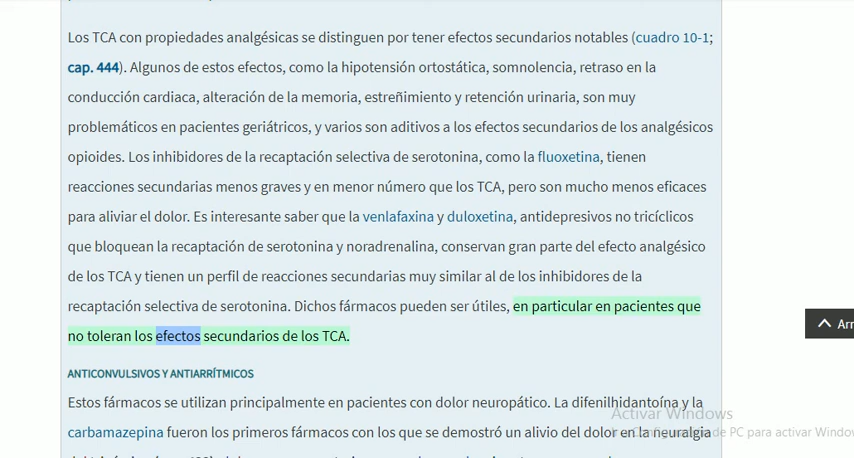 Los TCA con propiedades analgésicas se distinguen por tener efectos secundarios notables (cuadro 10-1;
cap. 444). Algunos de estos efectos, como la hipotensión ortostática, somnolencia, retraso en la
conducción cardiaca, alteración de la memoria, estreñimiento y retención urinaria, son muy
problemáticos en pacientes geriátricos, y varios son aditivos a los efectos secundarios de los analgésicos
opioides. Los inhibidores de la recaptación selectiva de serotonina, como la fluoxetina, tienen
reacciones secundarias menos graves y en menor número que los TCA, pero son mucho menos eficaces
para aliviar el dolor. Es interesante saber que la venlafaxina y duloxetina, antidepresivos no tricíclicos
que bloquean la recaptación de serotonina y noradrenalina, conservan gran parte del efecto analgésico
de los TCA y tienen un perfil de reacciones secundarias muy similar al de los inhibidores de la
recaptación selectiva de serotonina. Dichos fármacos pueden ser útiles, en particular en pacientes que
no toleran los efectos secundarios de los TCA.
Arr
ANTICONVULSIVOS Y ANTIARRÍTMICOS
Estos fármacos se utilizan principalmente en pacientes con dolor neuropático. La difenilhidantoína y la
Activar Windows
carbamazepina fueron los primeros fármacos con los que se demostró un alivio del dolor en la neuralgia
de PC para activar Window